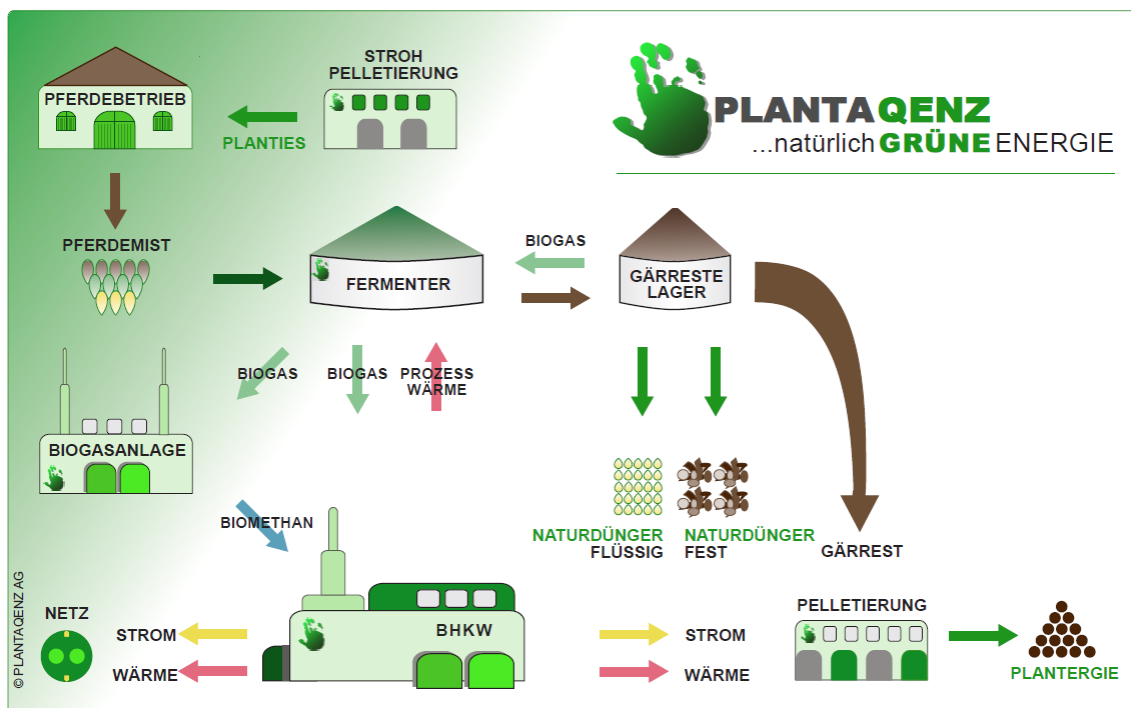 STROH
PELLETIERUNG
PFERDEBETRIEB
PLANTIES
PLANTAQENZ
...natürlich GRÜNE ENERGIE
PFERDEMIST
BIOGAS
FERMENTER
GÄRRESTE
LAGER
BIOGAS
BIOGAS
PROZESS
WÄRME
BIOGASANLAGE
BIOMETHAN
NATURDÜNGER
FLÜSSIG
NATURDÜNGER
FEST
GÄRREST
© PLANTAQENZ AG
NETZ
STROM
WÄRME
BHKW
STROM
WÄRME
PELLETIERUNG
PLANTERGIE